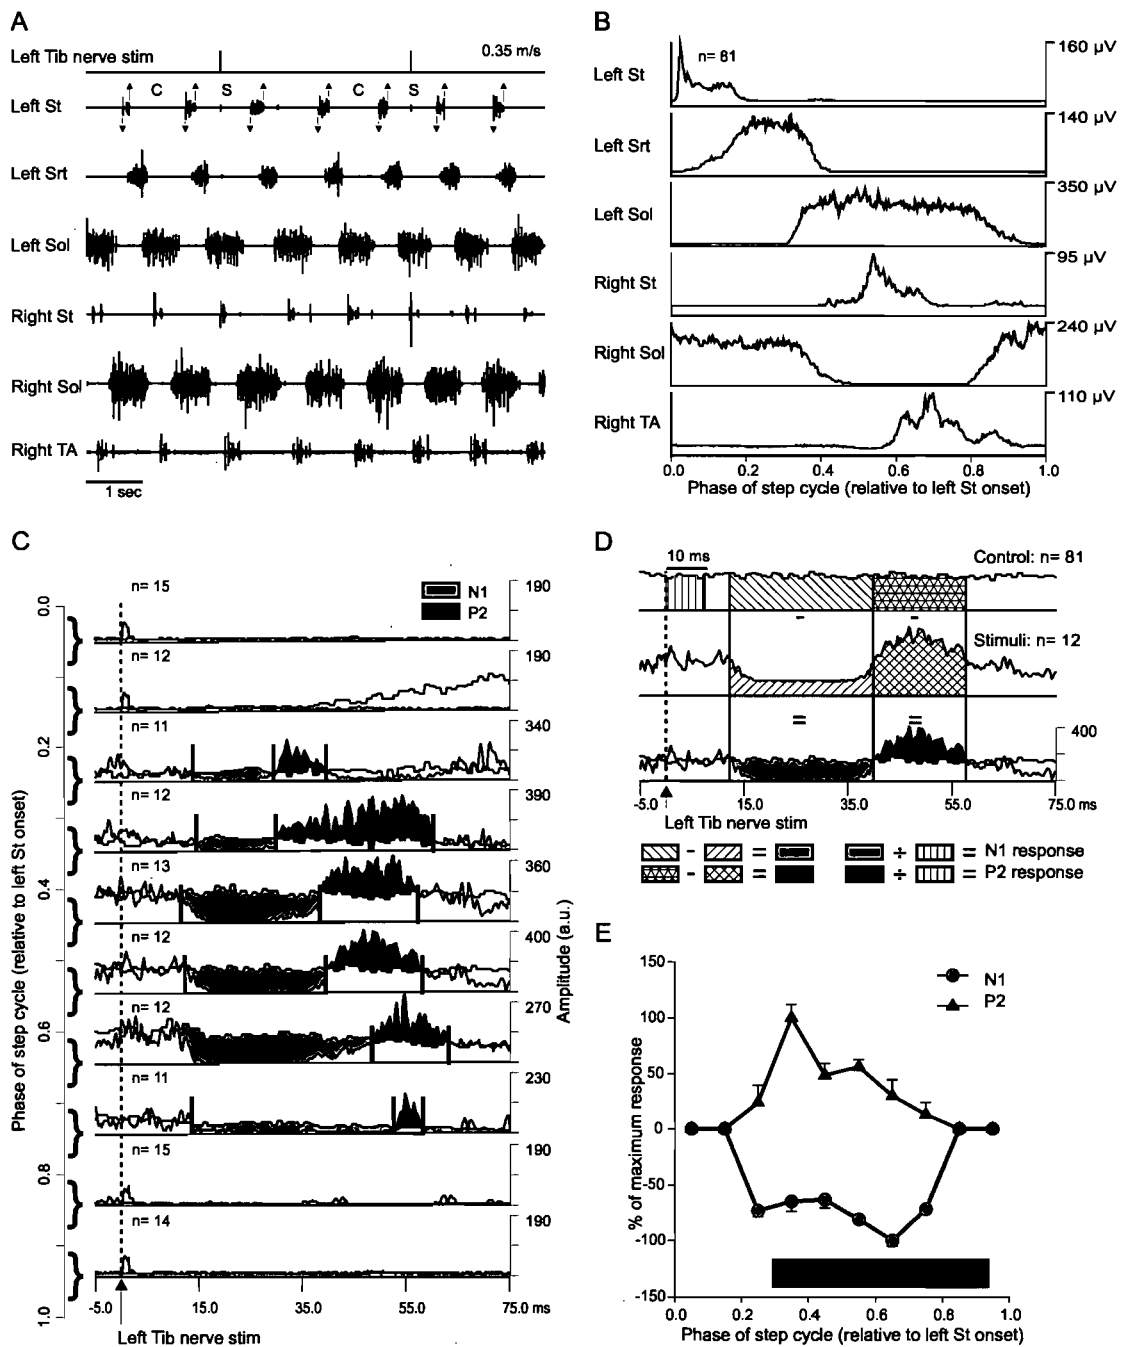 A
Left Tib nerve stim
0.35 m/s
C S C S
Left St
Left Srt
Left Sol
Right St
Right Sol
Right TA
1 sec
B
n= 81
Left St
160 µV
Left Srt
140 µV
Left Sol
350 µV
Right St
95 µV
Right Sol
240 µV
Right TA
110 µV
0.0 0.2 0.4 0.6 0.8 1.0
Phase of step cycle (relative to left St onset)
C
Phase of step cycle (relative to left St onset)
0.0
0.2
0.4
0.6
0.8
1.0
N1
P2
n= 15
190
n= 12
190
n= 11
340
n= 12
390
n= 13
360
n= 12
400
n= 12
270
n= 11
230
n= 15
190
n= 14
190
Amplitude (a.u.)
-5.0 15.0 35.0 55.0 75.0 ms
Left Tib nerve stim
D
10 ms
Control: n= 81
-
-
Stimuli: n= 12
=
=
400
-5.0 15.0 35.0 55.0 75.0 ms
Left Tib nerve stim
- = ÷ = N1 response
- = ÷ = P2 response
E
% of maximum response
150
100
50
0
-50
-100
-150
N1
P2
0.0 0.2 0.4 0.6 0.8 1.0
Phase of step cycle (relative to left St onset)